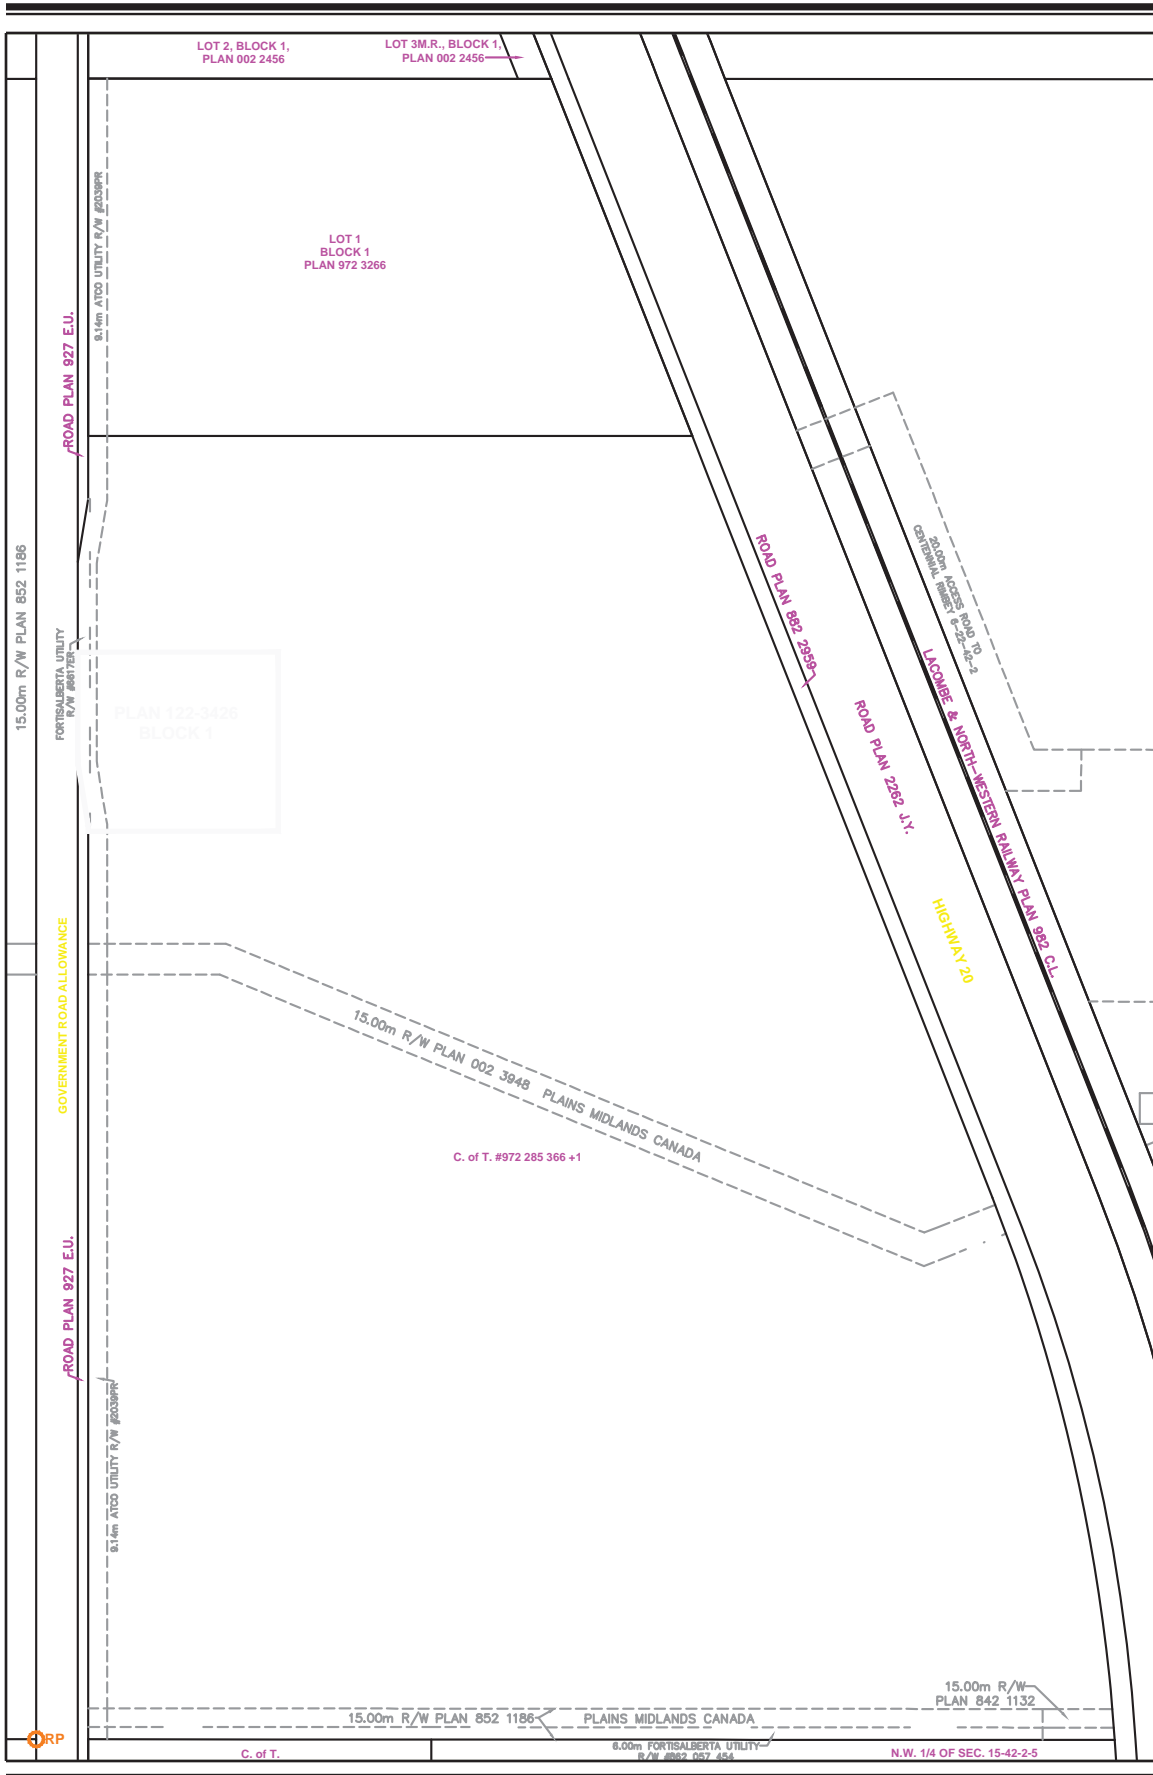 LOT 2, BLOCK 1,
PLAN 002 2456
LOT 3M.R., BLOCK 1,
PLAN 002 2456
9.14m ATCO UTILITY R/W #2039PR
LOT 1
BLOCK 1
PLAN 972 3266
ROAD PLAN 927 E.U.
15.00m R/W PLAN 852 1186
FORTISALBERTA UTILITY
R/W #6617ER
PLAN 122-3426
BLOCK 1
ROAD PLAN 882 2959
20.00m ACCESS ROAD TO
CENTENNIAL RIMBEY 6-22-42-2
LACOMBE & NORTH-WESTERN RAILWAY PLAN 982 C.L.
ROAD PLAN 2262 J.Y.
HIGHWAY 20
GOVERNMENT ROAD ALLOWANCE
15.00m R/W PLAN 002 3948 PLAINS MIDLANDS CANADA
C. of T. #972 285 366 +1
ROAD PLAN 927 E.U.
9.14m ATCO UTILITY R/W #2039PR
15.00m R/W
PLAN 842 1132
15.00m R/W PLAN 852 1186 PLAINS MIDLANDS CANADA
RP
C. of T.
6.00m FORTISALBERTA UTILITY
R/W #862 057 454
N.W. 1/4 OF SEC. 15-42-2-5